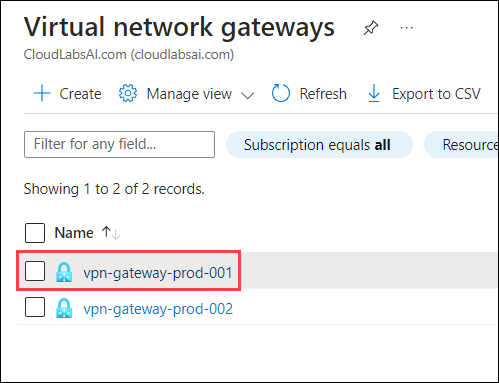 Virtual network gateways
CloudLabsAI.com (cloudlabsai.com)
Create Manage view Refresh Export to CSV
Filter for any field... Subscription equals all Resource
Showing 1 to 2 of 2 records.
Name
vpn-gateway-prod-001
vpn-gateway-prod-002